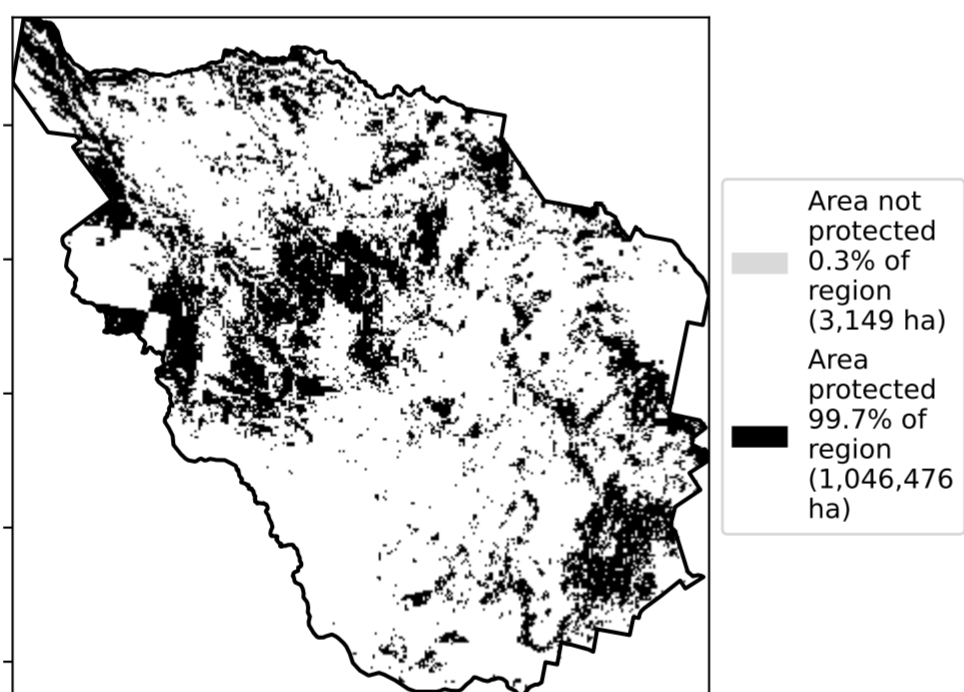 Area not
protected
0.3% of
region
(3,149 ha)
Area
protected
99.7% of
region
(1,046,476
ha)